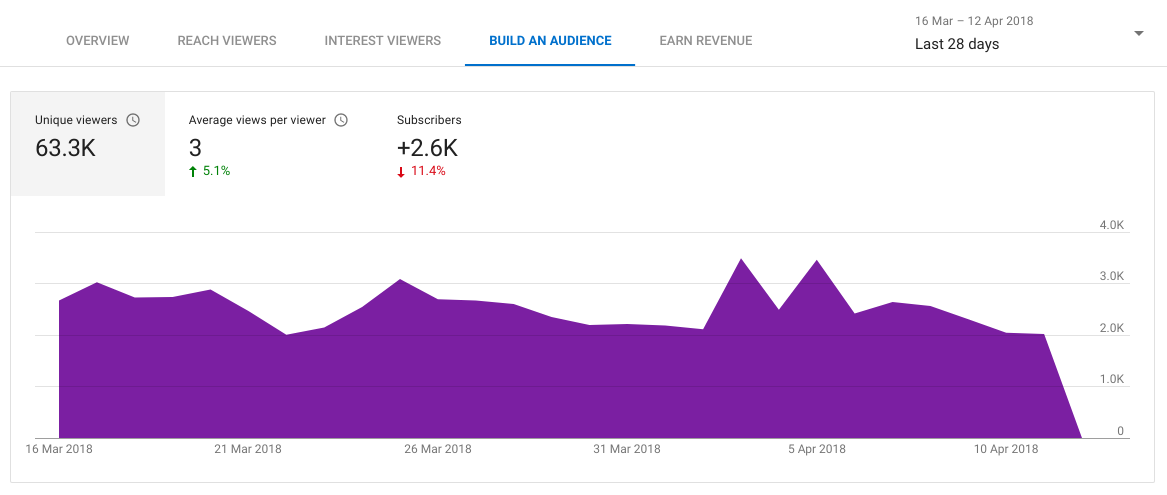 OVERVIEW REACH VIEWERS INTEREST VIEWERS BUILD AN AUDIENCE EARN REVENUE
16 Mar – 12 Apr 2018
Last 28 days
Unique viewers Average views per viewer Subscribers
63.3K 3 +2.6K
5.1% 11.4%
4.0K
3.0K
2.0K
1.0K
0
16 Mar 2018 21 Mar 2018 26 Mar 2018 31 Mar 2018 5 Apr 2018 10 Apr 2018